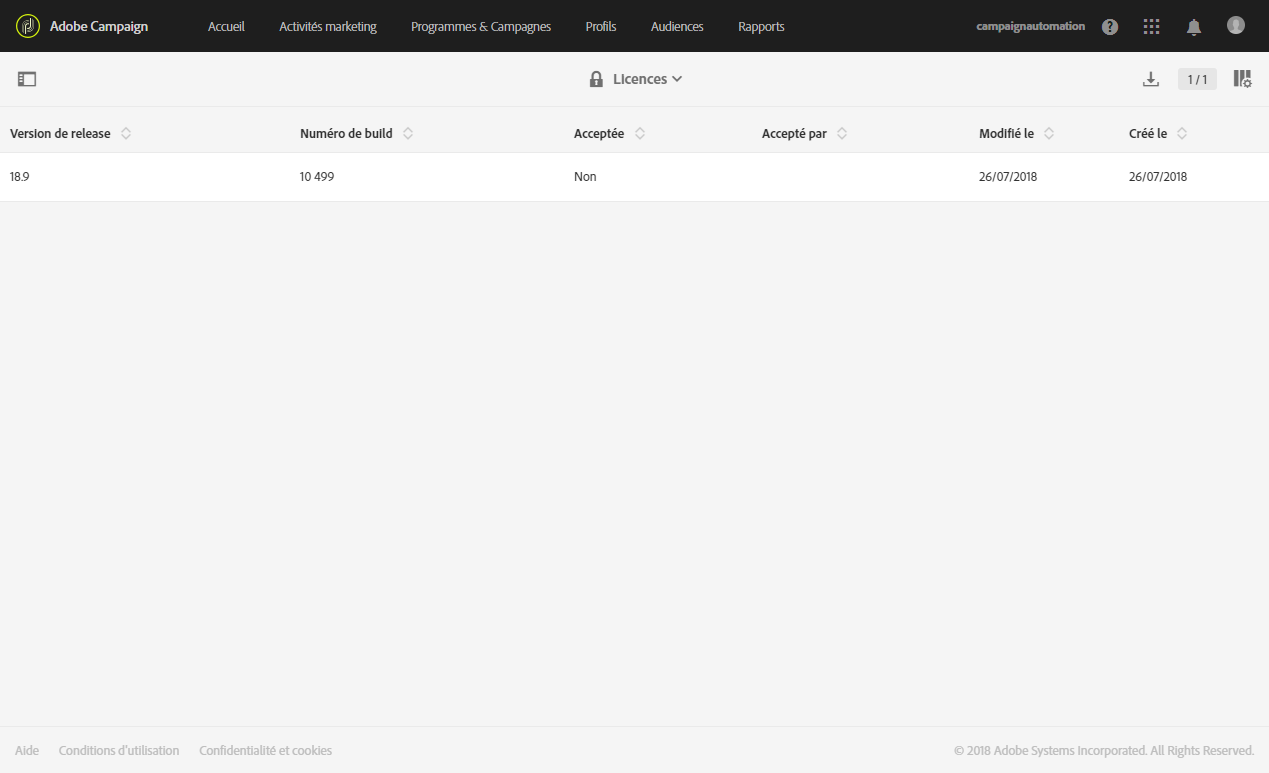 Adobe Campaign Accueil Activités marketing Programmes & Campagnes Profils Audiences Rapports campaignautomation ?
Licences 1 / 1
Version de release Numéro de build Acceptée Accepté par Modifié le Créé le
18.9 10 499 Non 26/07/2018 26/07/2018
Aide Conditions d'utilisation Confidentialité et cookies © 2018 Adobe Systems Incorporated. All Rights Reserved.